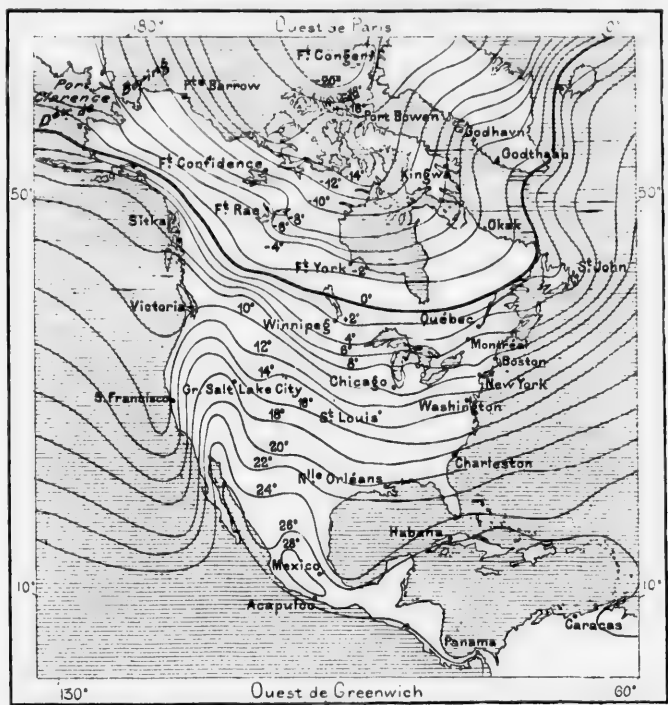 180° Ouest de Paris 0°
Ft Congent
-20°
-18°
-16°
Port
Clarence
Bering
Pte Barrow
Port Bowen
Godhavn
Godthaab
Ft Confidence
-14°
-12°
Kingwa
-10°
50°
50°
Ft Rae
-8°
-6°
-4°
Okak
Sitka
Ft York -2°
St John
0°
Victoria
10°
Winnipeg
2°
Québec
12°
4°
6°
8°
Montréal
Boston
14°
Chicago
New York
Gr. Salt Lake City
16°
S. Francisco
18°
St Louis
Washington
20°
22°
Nlle Orléans
Charleston
24°
Habana
26°
28°
Mexico
10°
10°
Acapulco
Caracas
Panama
130° Ouest de Greenwich 60°